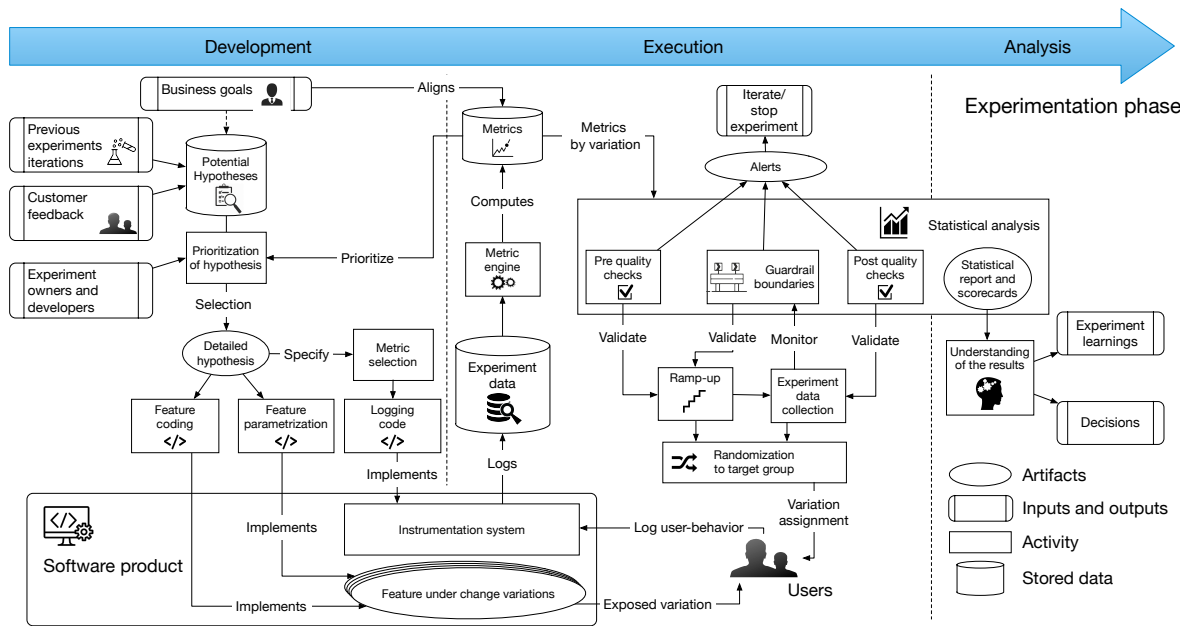 Development
Execution
Analysis
Experimentation phase
Business goals
Aligns
Previous
experiments
iterations
Customer
feedback
Experiment
owners and
developers
Potential
Hypotheses
Prioritization
of hypothesis
Prioritize
Selection
Detailed
hypothesis
Specify
Metric
selection
Feature
coding
</>
Feature
parametrization
</>
Logging
code
</>
Implements
Implements
Implements
Metrics
Computes
Metric
engine
Experiment
data
Logs
Metrics
by variation
Iterate/
stop
experiment
Alerts
Statistical analysis
Pre quality
checks
Guardrail
boundaries
Post quality
checks
Statistical
report and
scorecards
Validate
Validate
Monitor
Validate
Ramp-up
Experiment
data
collection
Randomization
to target group
Variation
assignment
Understanding
of the results
Experiment
learnings
Decisions
</>
Software product
Instrumentation system
Log user-behavior
Feature under change variations
Exposed variation
Users
Artifacts
Inputs and outputs
Activity
Stored data